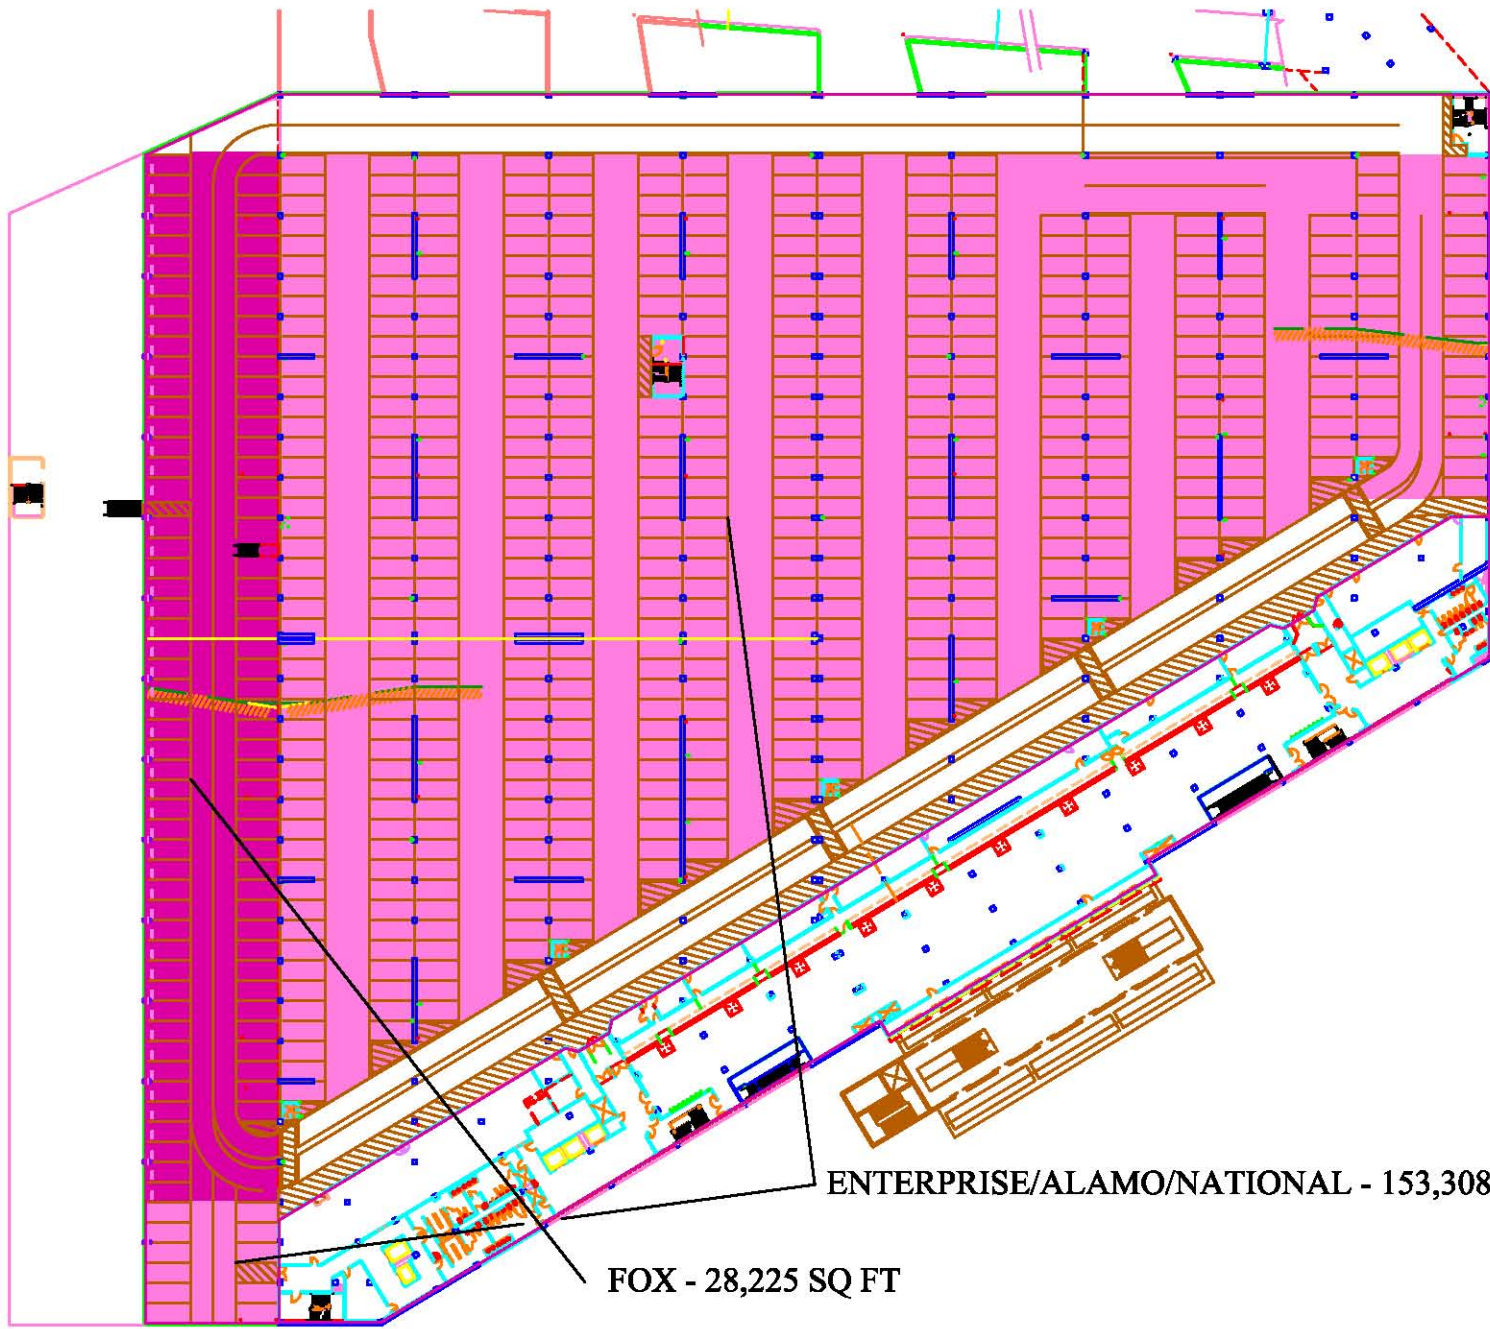 ENTERPRISE/ALAMO/NATIONAL - 153,308
FOX - 28,225 SQ FT